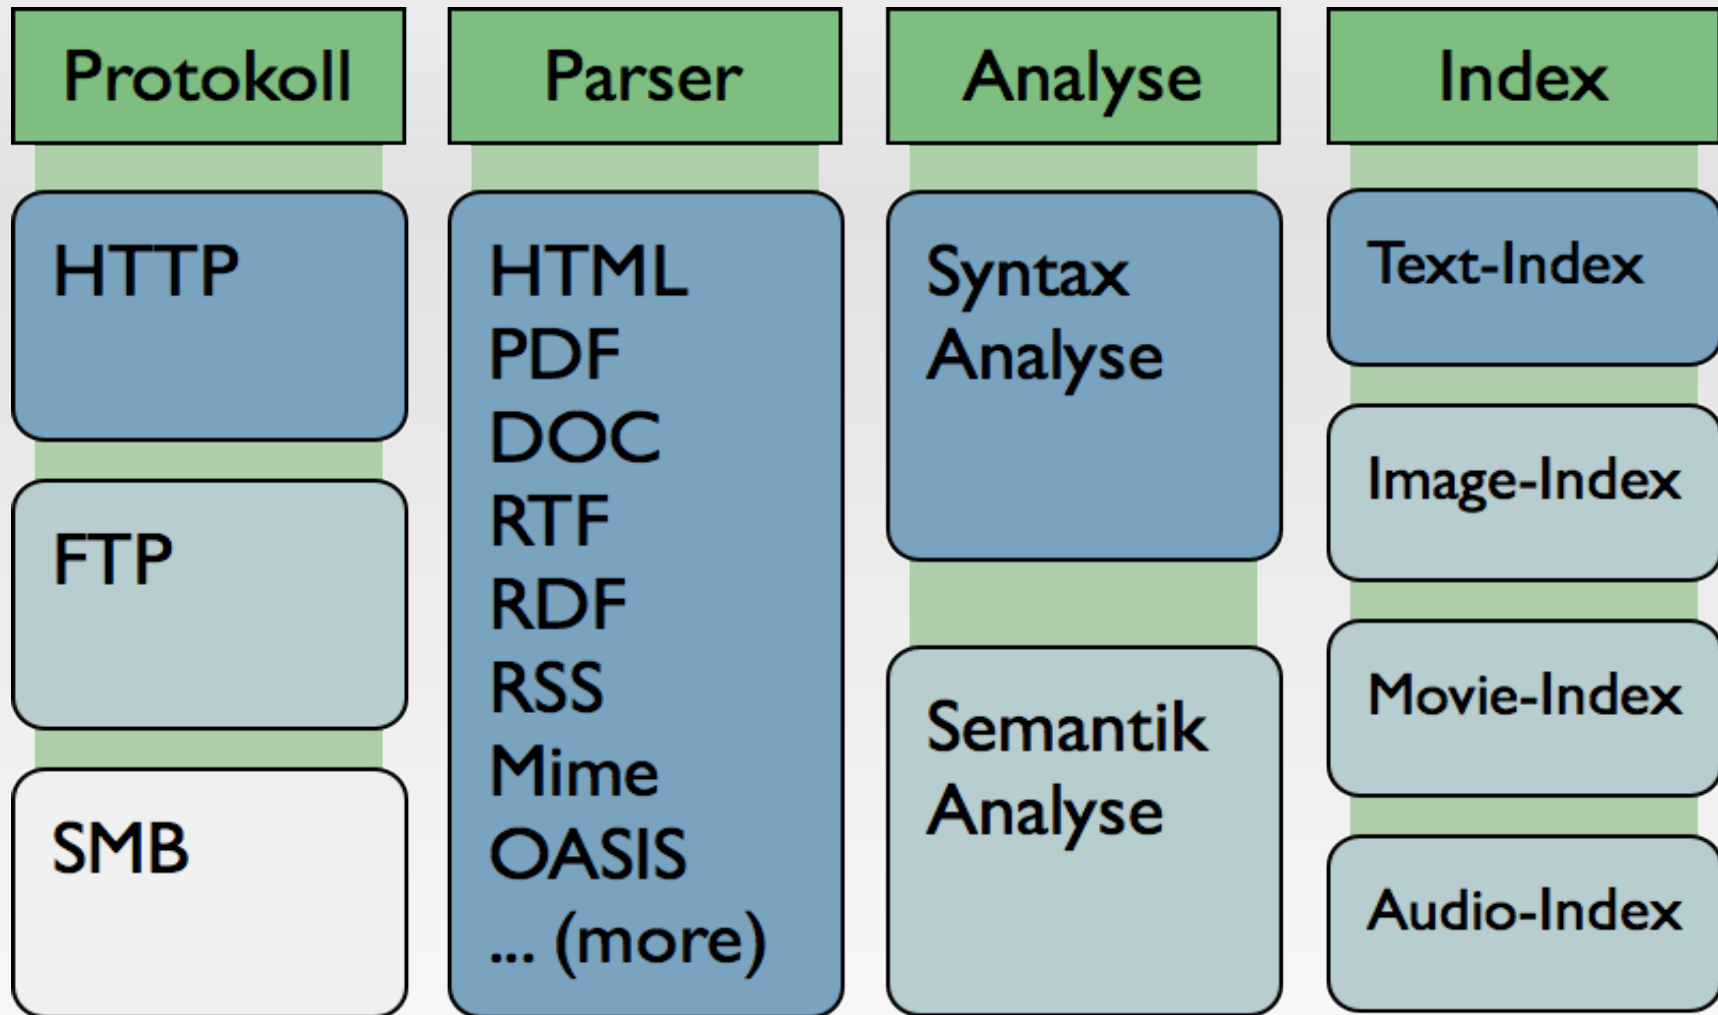 Protokoll
HTTP
FTP
SMB
Parser
HTML
PDF
DOC
RTF
RDF
RSS
Mime
OASIS
... (more)
Analyse
Syntax
Analyse
Semantik
Analyse
Index
Text-Index
Image-Index
Movie-Index
Audio-Index